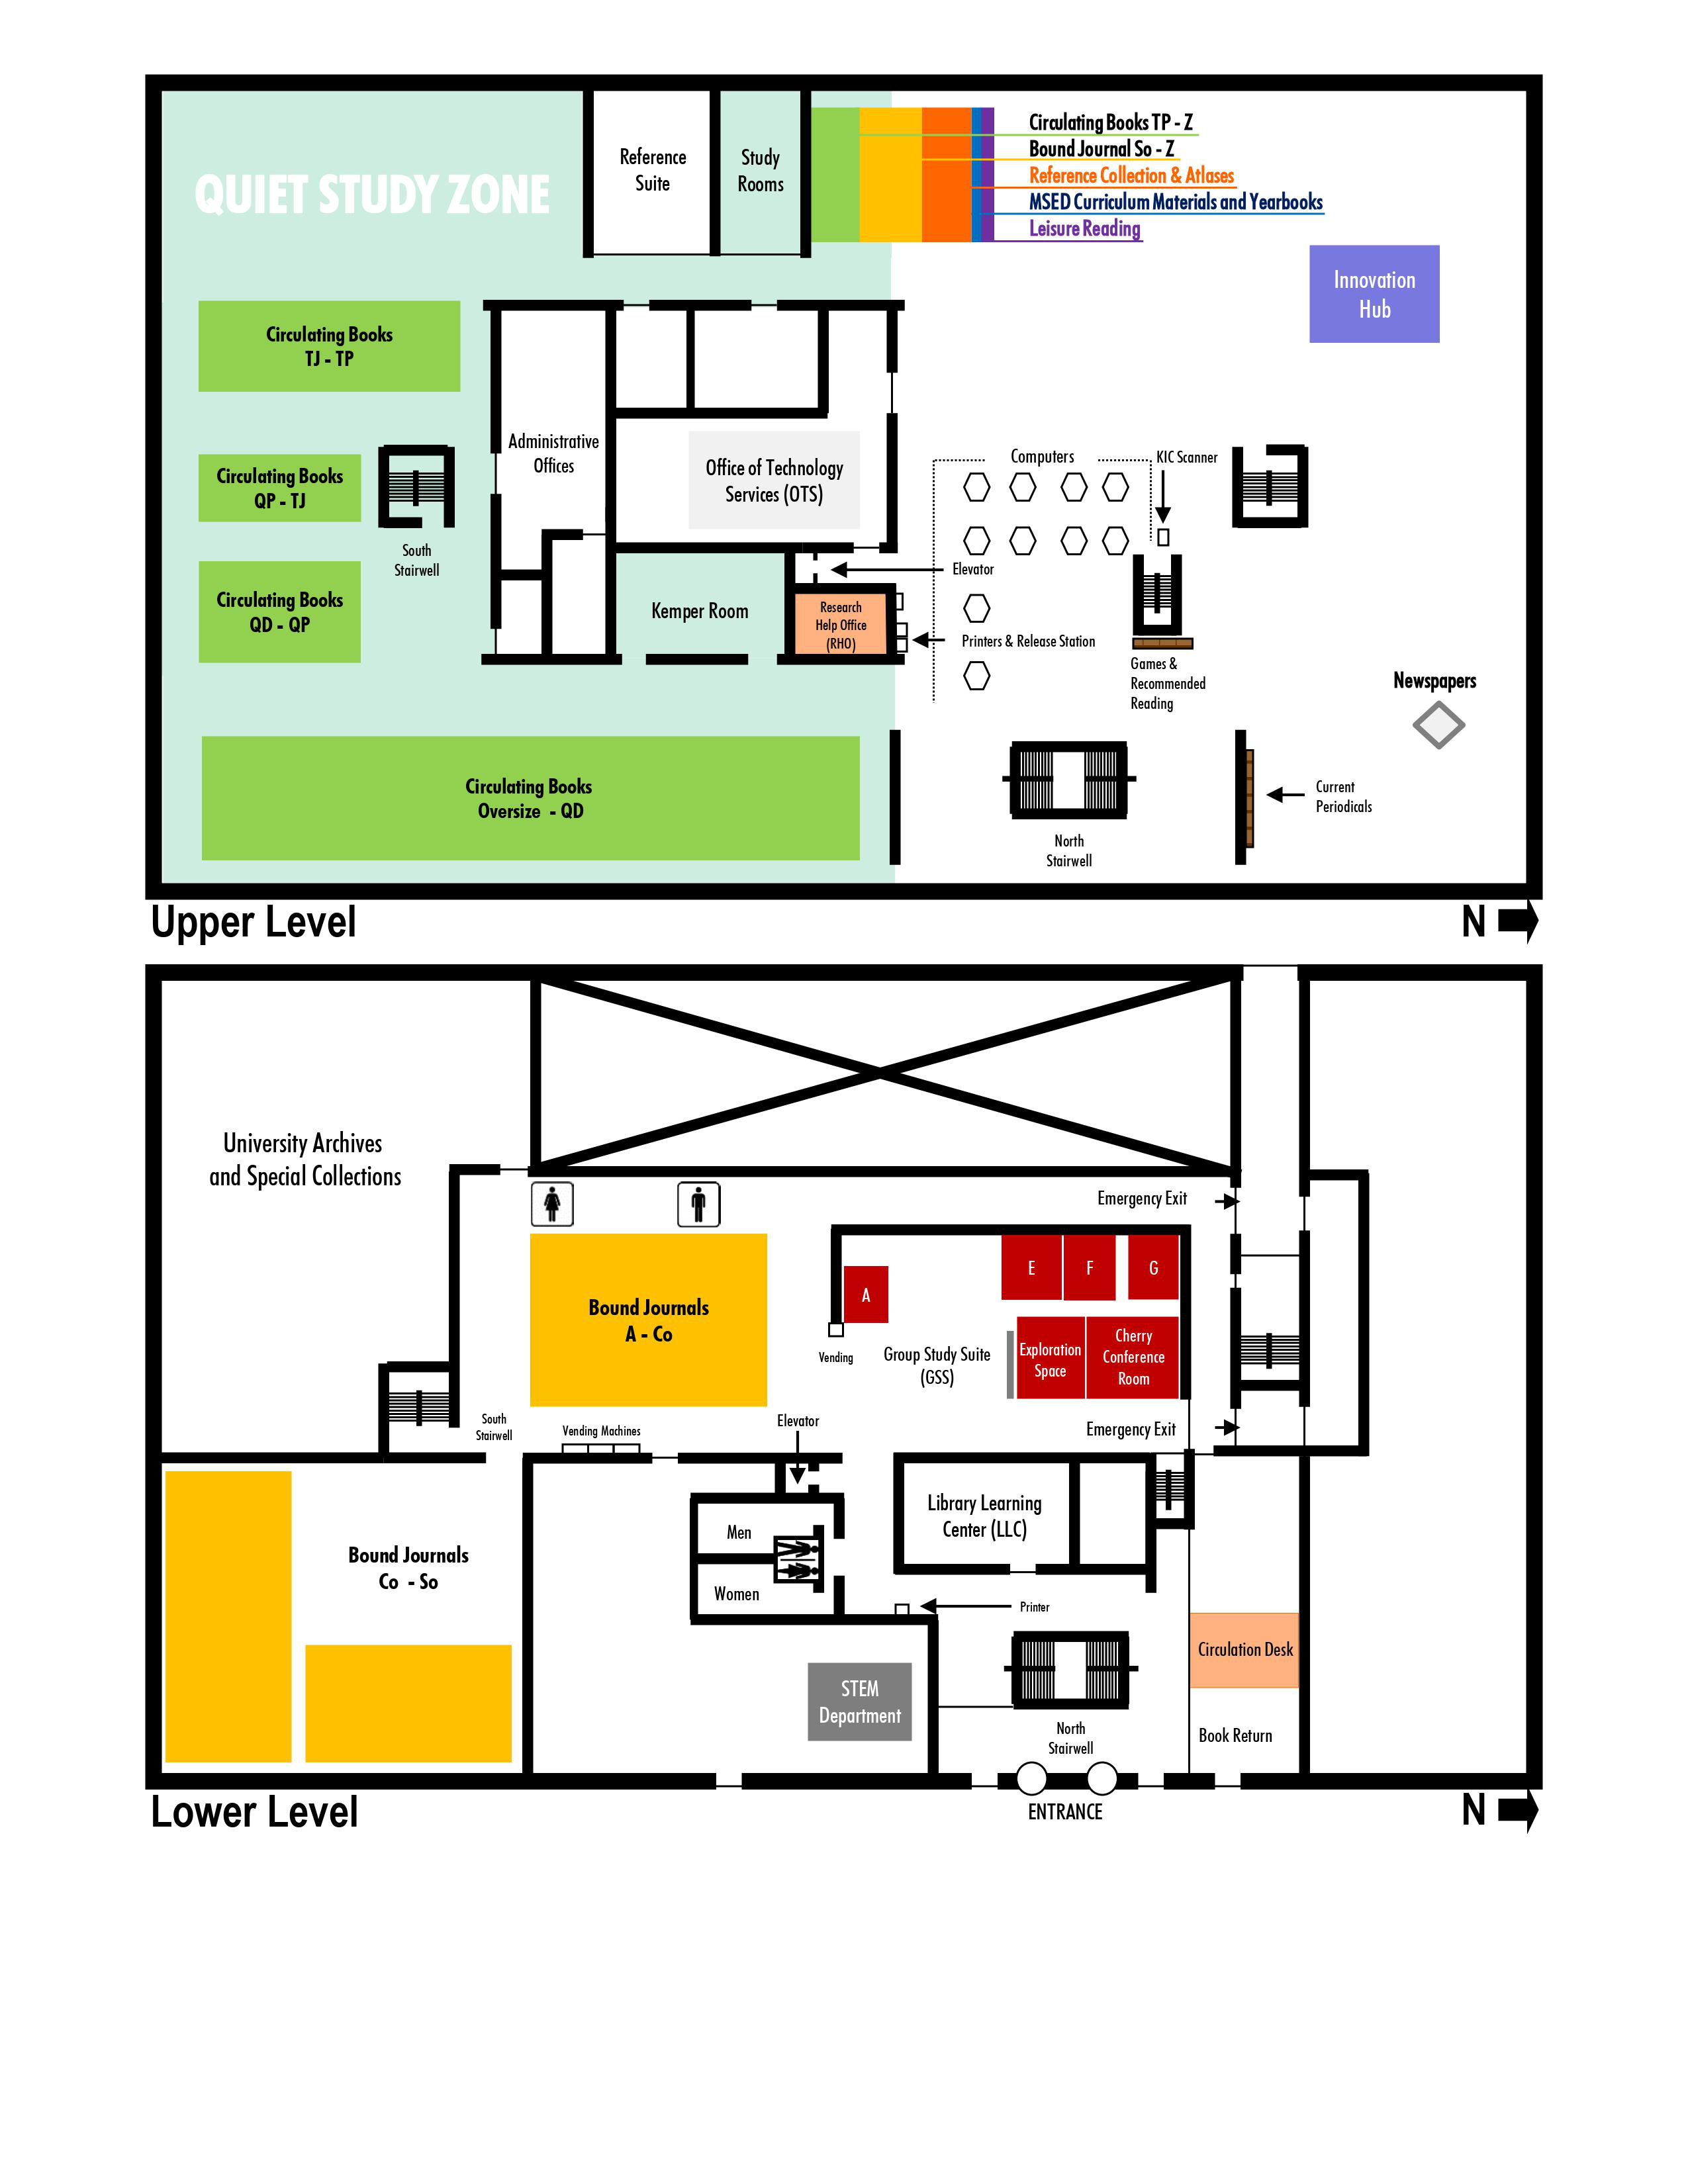 Circulating Books TP - Z
Bound Journal So - Z
Reference Collection & Atlases
MSED Curriculum Materials and Yearbooks
Leisure Reading
Reference
Suite
Study
Rooms
QUIET STUDY ZONE
Innovation
Hub
Circulating Books
TJ - TP
Administrative
Offices
Office of Technology
Services (OTS)
Computers
KIC Scanner
Circulating Books
QP - TJ
South
Stairwell
Elevator
Circulating Books
QD - QP
Kemper Room
Research
Help Office
(RHO)
Printers & Release Station
Games &
Recommended
Reading
Newspapers
Circulating Books
Oversize - QD
Current
Periodicals
North
Stairwell
Upper Level
N
University Archives
and Special Collections
Emergency Exit
E
F
G
A
Bound Journals
A - Co
Vending
Group Study Suite
(GSS)
Exploration
Space
Cherry
Conference
Room
South
Stairwell
Vending Machines
Elevator
Emergency Exit
Library Learning
Center (LLC)
Men
Women
Bound Journals
Co - So
Printer
Circulation Desk
STEM
Department
North
Stairwell
Book Return
ENTRANCE
Lower Level
N